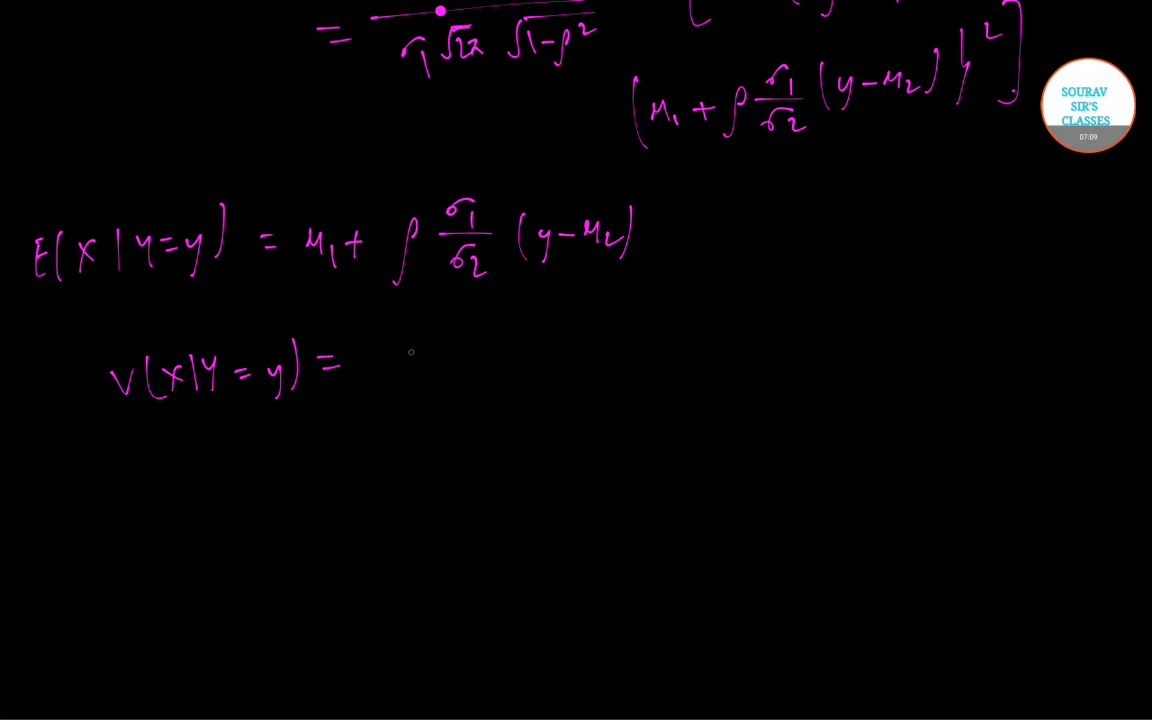 = σ₁ √2π √1-ρ²
(μ₁ + ρ σ₁/σ₂ (y-μ₂)}²]
SOURAV
SIR'S
CLASSES
07:09
E(X|Y=y) = μ₁ + ρ σ₁/σ₂ (y-μ₂)
V(X|Y=y) =